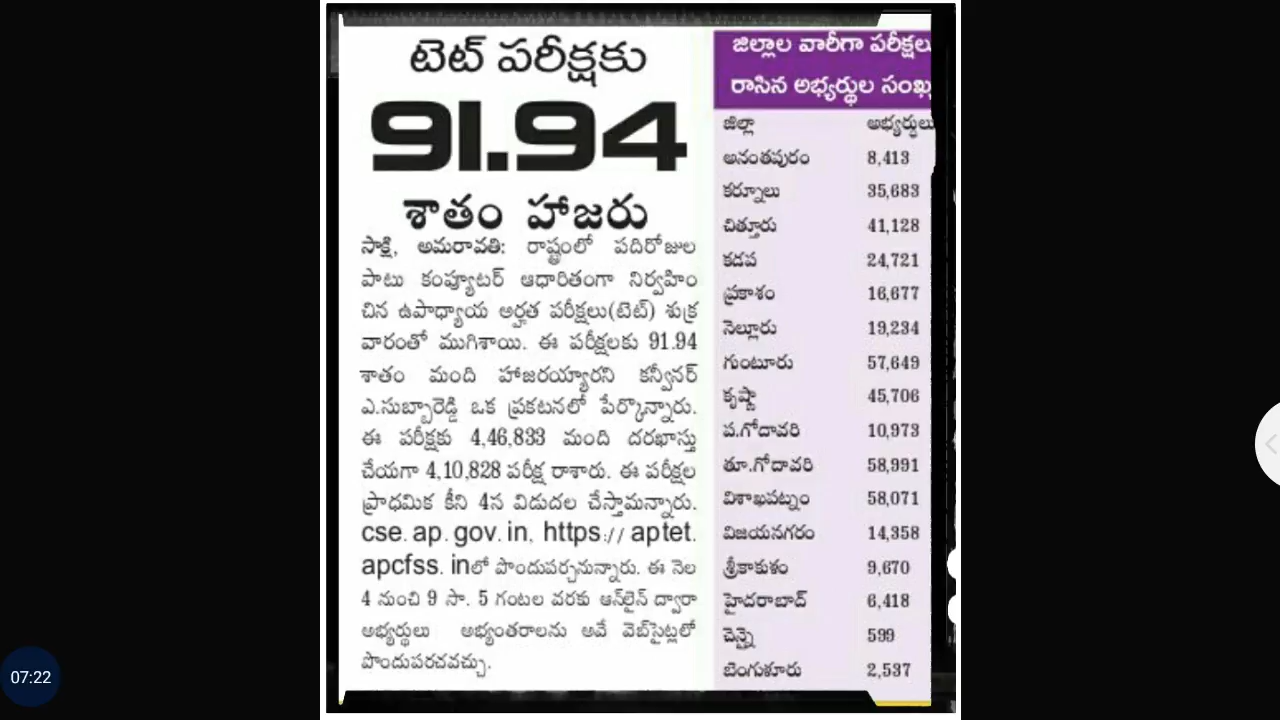 టెట్ పరీక్షకు
91.94
శాతం హాజరు
సాక్షి, అమరావతి: రాష్ట్రంలో పదిరోజుల
పాటు కంప్యూటర్ ఆధారితంగా నిర్వహిం
చిన ఉపాధ్యాయ అర్హత పరీక్షలు(టెట్) శుక్ర
వారంతో ముగిశాయి. ఈ పరీక్షలకు 91.94
శాతం మంది హాజరయ్యారని కన్వీనర్
ఎ.సుబ్బారెడ్డి ఒక ప్రకటనలో పేర్కొన్నారు.
ఈ పరీక్షకు 4,46,833 మంది దరఖాస్తు
చేయగా 4,10,828 పరీక్ష రాశారు. ఈ పరీక్షల
ప్రాధమిక కీని 4న విడుదల చేస్తామన్నారు.
cse. ap. gov. in, https:// aptet.
apcfss. inలో పొందుపర్చనున్నారు. ఈ నెల
4 నుంచి 9 సా. 5 గంటల వరకు ఆన్‌లైన్ ద్వారా
అభ్యర్థులు అభ్యంతరాలను అవే వెబ్‌సైట్లలో
పొందుపరచవచ్చు.
జిల్లాల వారీగా పరీక్షలు
రాసిన అభ్యర్థుల సంఖ్య
జిల్లా అభ్యర్థులు
అనంతపురం 8,413
కర్నూలు 35,683
చిత్తూరు 41,128
కడప 24,721
ప్రకాశం 16,677
నెల్లూరు 19,234
గుంటూరు 57,649
కృష్ణా 45,706
ప.గోదావరి 10,973
తూ.గోదావరి 58,991
విశాఖపట్నం 58,071
విజయనగరం 14,358
శ్రీకాకుళం 9,670
హైదరాబాద్ 6,418
చెన్నై 599
బెంగుళూరు 2,537
07:22